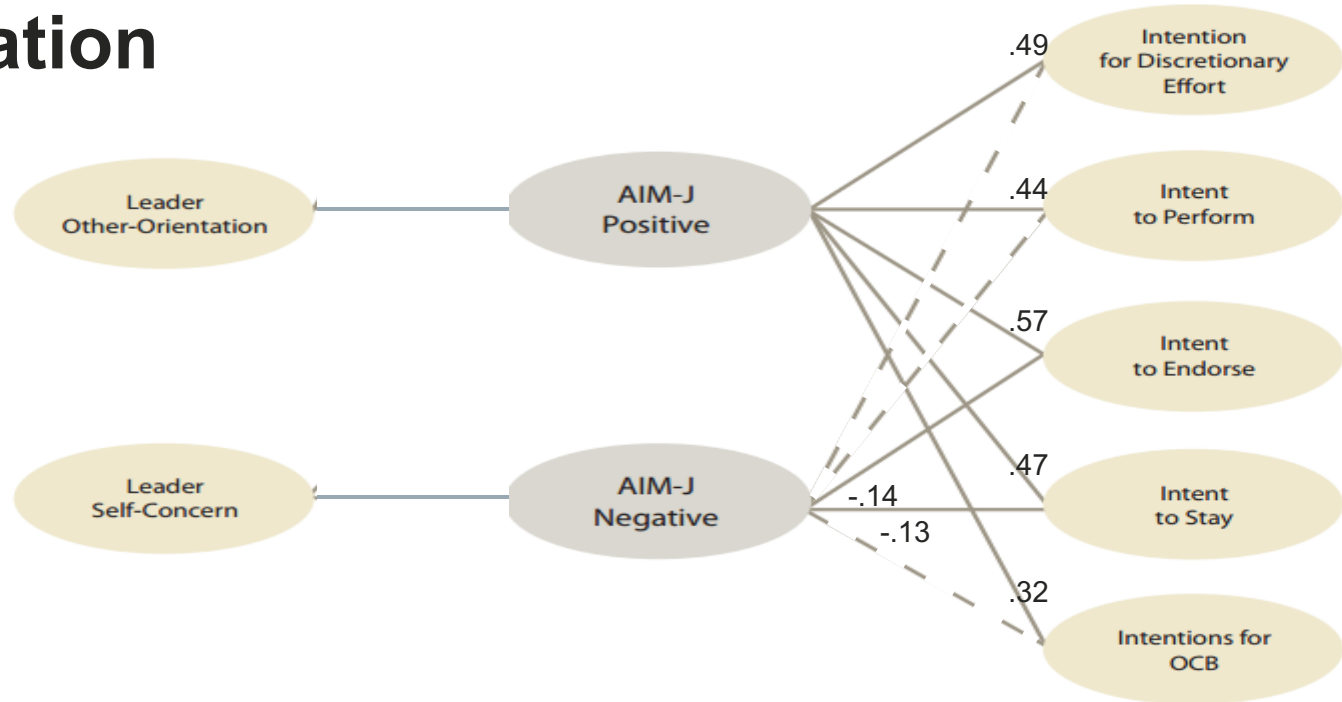 ation
.49
Intention
for Discretionary
Effort
Leader
Other-Orientation
AIM-J
Positive
.44
Intent
to Perform
.57
Intent
to Endorse
Leader
Self-Concern
AIM-J
Negative
-.14
-.13
.47
Intent
to Stay
.32
Intentions for
OCB